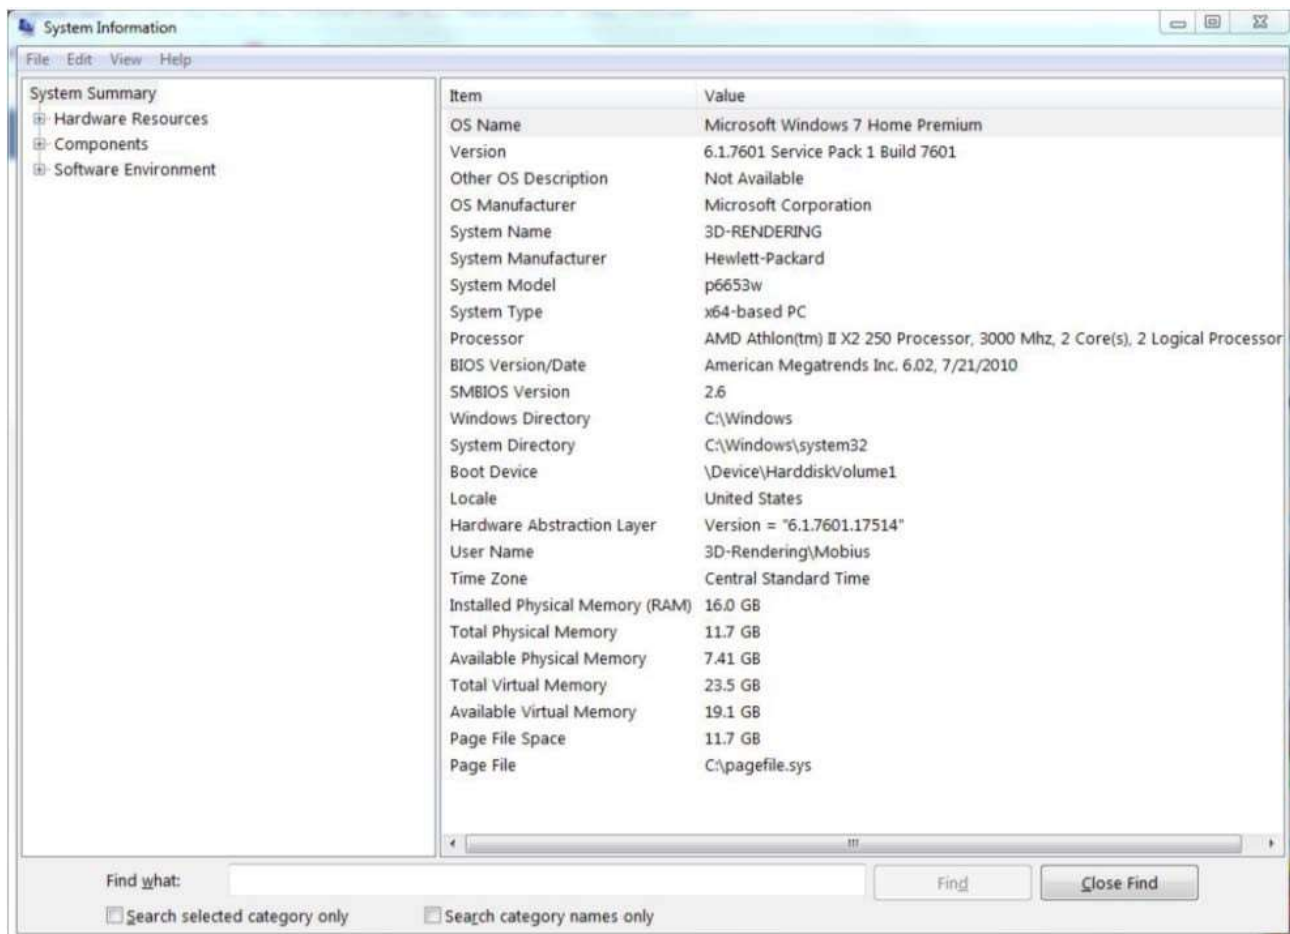 System Information
File Edit View Help
System Summary
Hardware Resources
Components
Software Environment
Item Value
OS Name Microsoft Windows 7 Home Premium
Version 6.1.7601 Service Pack 1 Build 7601
Other OS Description Not Available
OS Manufacturer Microsoft Corporation
System Name 3D-RENDERING
System Manufacturer Hewlett-Packard
System Model p6653w
System Type x64-based PC
Processor AMD Athlon(tm) II X2 250 Processor, 3000 Mhz, 2 Core(s), 2 Logical Processor
BIOS Version/Date American Megatrends Inc. 6.02, 7/21/2010
SMBIOS Version 2.6
Windows Directory C:\Windows
System Directory C:\Windows\system32
Boot Device \Device\HarddiskVolume1
Locale United States
Hardware Abstraction Layer Version = "6.1.7601.17514"
User Name 3D-Rendering\Mobius
Time Zone Central Standard Time
Installed Physical Memory (RAM) 16.0 GB
Total Physical Memory 11.7 GB
Available Physical Memory 7.41 GB
Total Virtual Memory 23.5 GB
Available Virtual Memory 19.1 GB
Page File Space 11.7 GB
Page File C:\pagefile.sys
Find what: Find Close Find
Search selected category only Search category names only